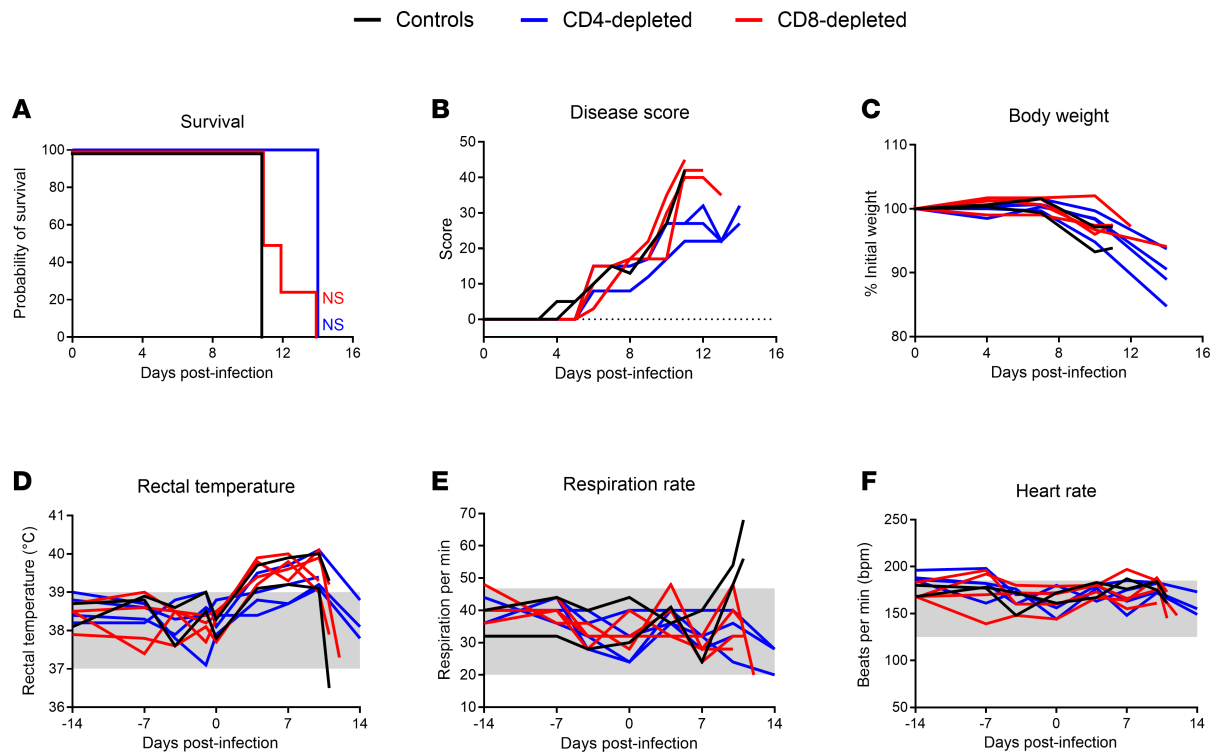 Controls CD4-depleted CD8-depleted
A Survival
Probability of survival
100
80
60
40
20
0
NS
NS
0 4 8 12 16
Days post-infection
B Disease score
Score
50
40
30
20
10
0
0 4 8 12 16
Days post-infection
C Body weight
% Initial weight
110
100
90
80
0 4 8 12 16
Days post-infection
D Rectal temperature
Rectal temperature (°C)
41
40
39
38
37
36
-14 -7 0 7 14
Days post-infection
E Respiration rate
Respiration per min
70
60
50
40
30
20
10
-14 -7 0 7 14
Days post-infection
F Heart rate
Beats per min (bpm)
250
200
150
100
50
-14 -7 0 7 14
Days post-infection